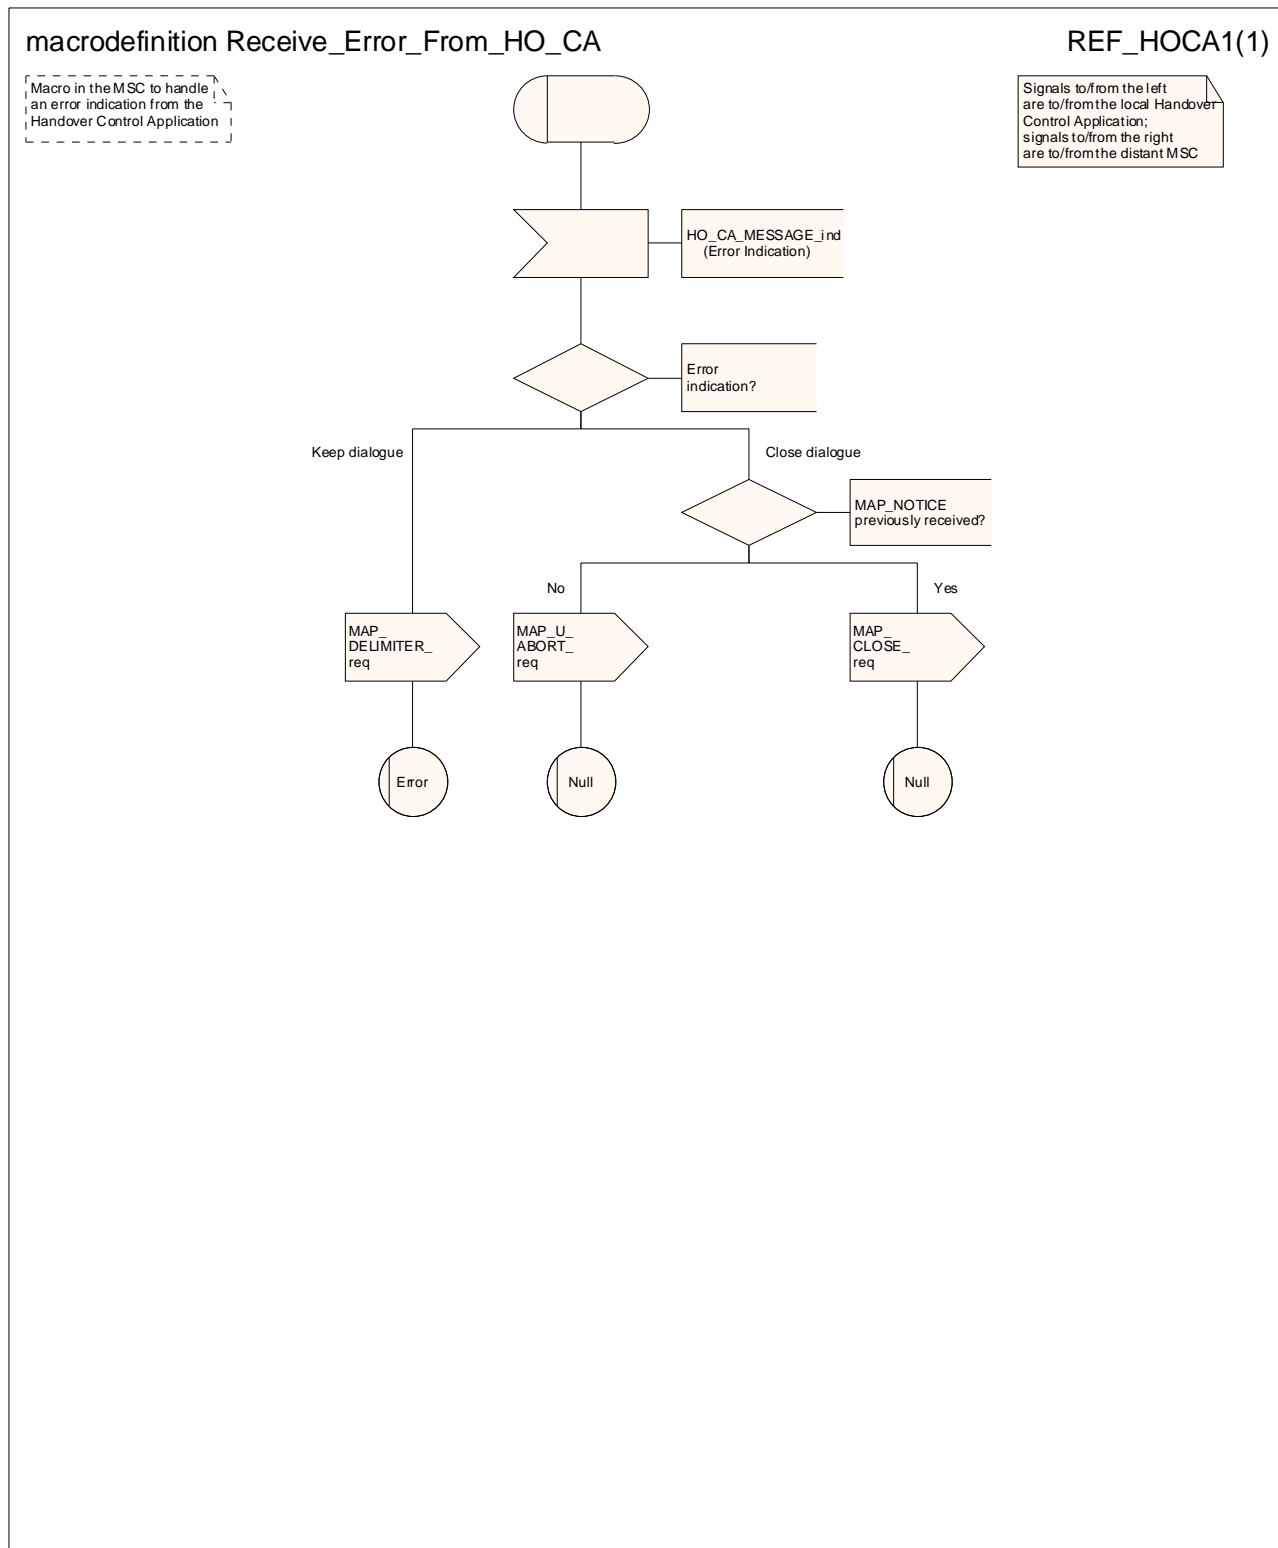 macrodefinition Receive_Error_From_HO_CA
REF_HOCA1(1)
Macro in the MSC to handle
an error indication from the
Handover Control Application
Signals to/from the left
are to/from the local Handover
Control Application;
signals to/from the right
are to/from the distant MSC
HO_CA_MESSAGE_ind
(Error Indication)
Error
indication?
Keep dialogue
Close dialogue
MAP_NOTICE
previously received?
No
Yes
MAP_
DELIMITER_
req
MAP_U_
ABORT_
req
MAP_
CLOSE_
req
Error
Null
Null